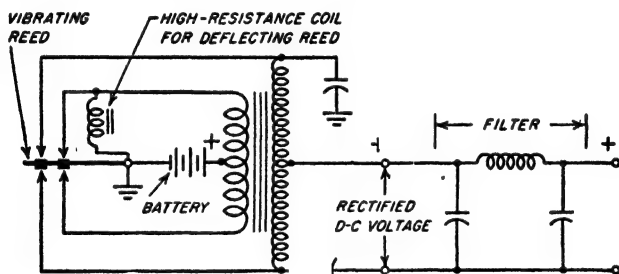 VIBRATING
REED
HIGH-RESISTANCE COIL
FOR DEFLECTING REED
+
BATTERY
-
RECTIFIED
D-C VOLTAGE
FILTER
+